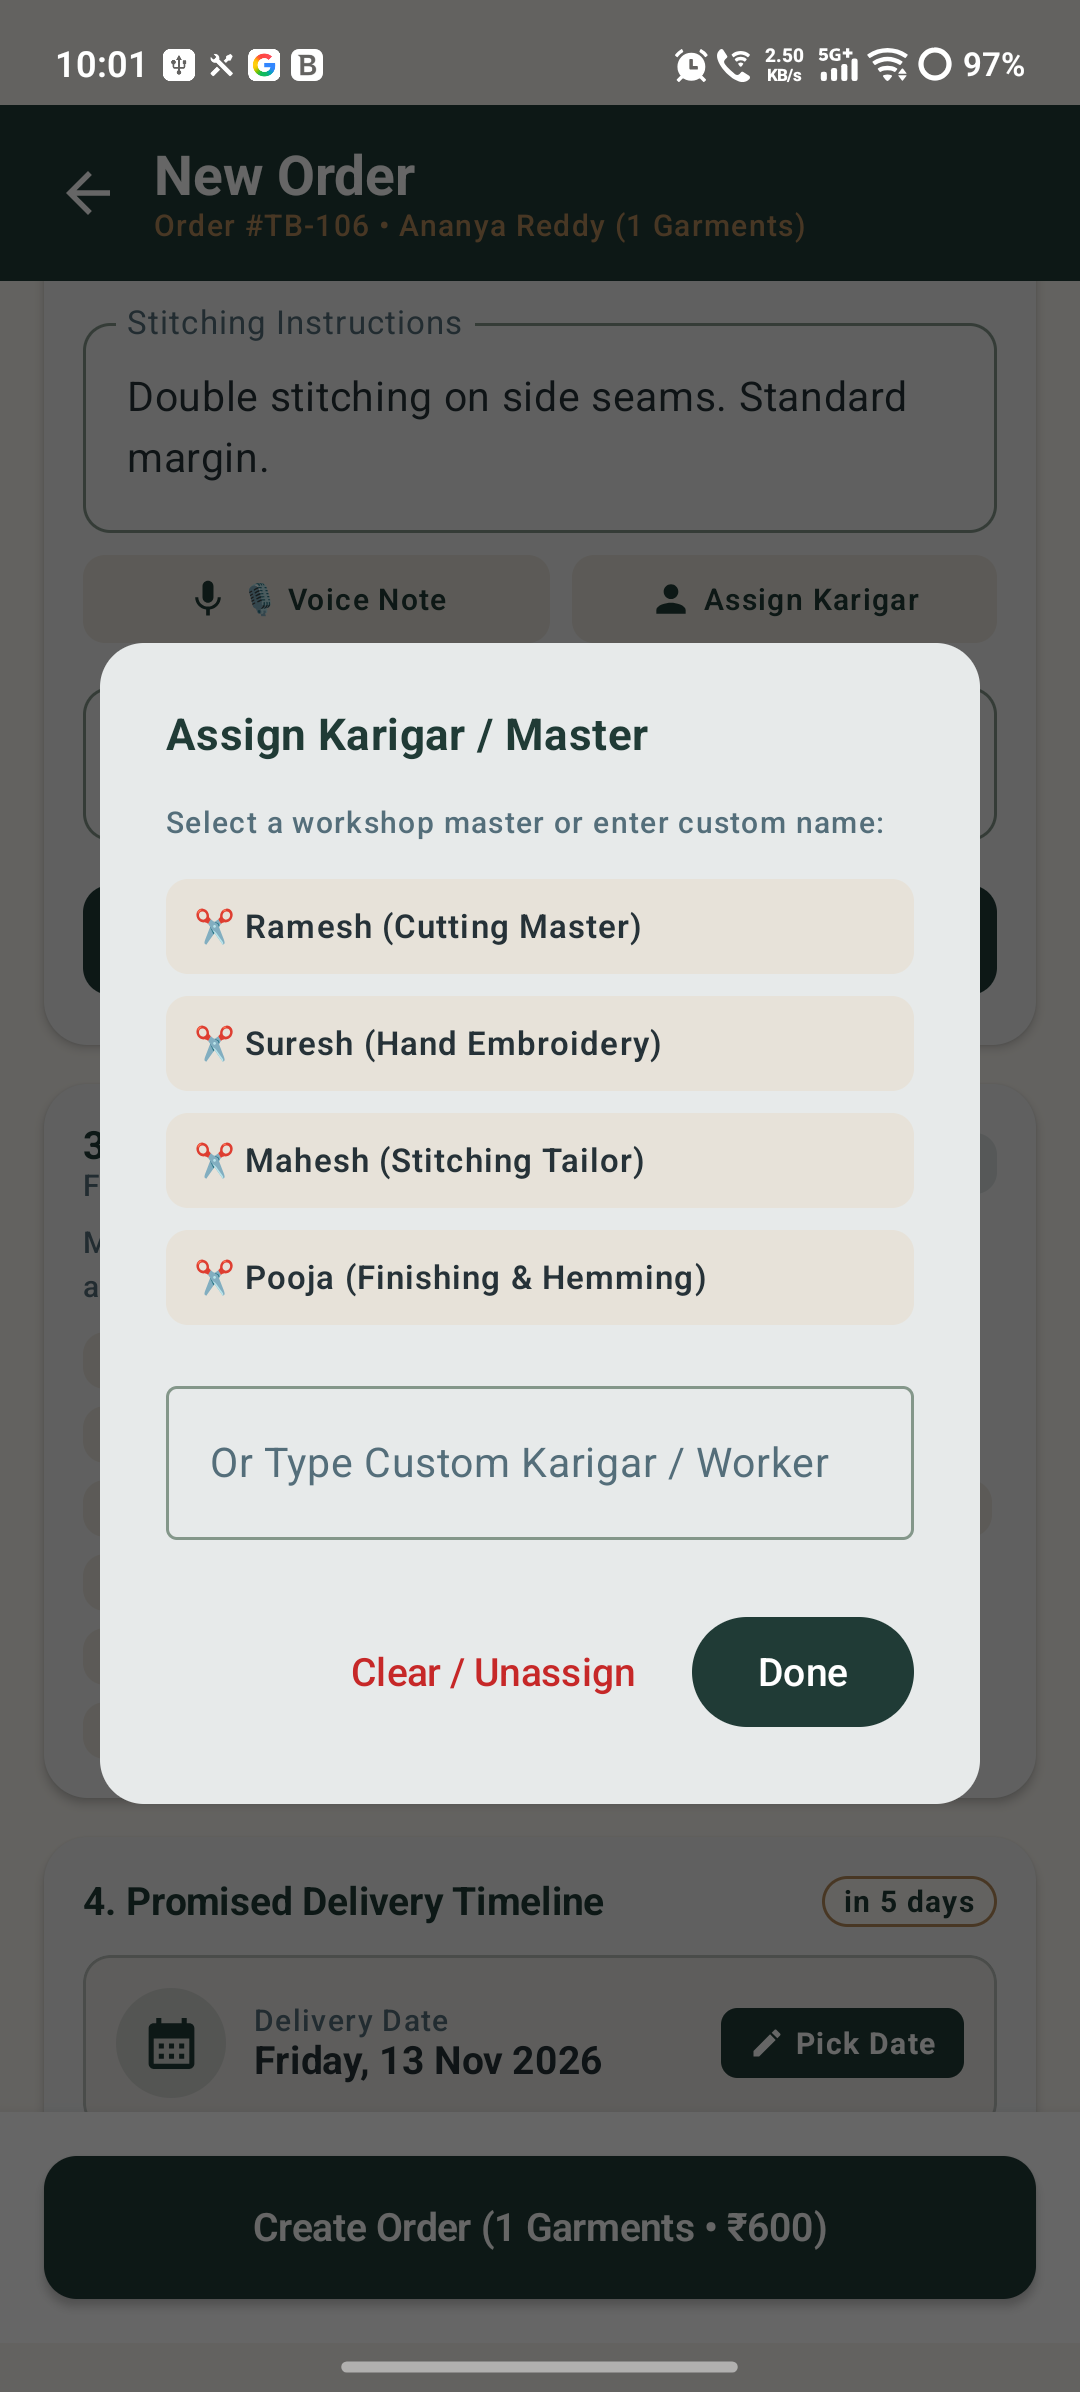 10:01
2.50
KB/s
5G+
97%
New Order
Order #TB-106 • Ananya Reddy (1 Garments)
Stitching Instructions
Double stitching on side seams. Standard
margin.
🎙️ Voice Note
Assign Karigar
Assign Karigar / Master
Select a workshop master or enter custom name:
✂️ Ramesh (Cutting Master)
✂️ Suresh (Hand Embroidery)
✂️ Mahesh (Stitching Tailor)
✂️ Pooja (Finishing & Hemming)
Or Type Custom Karigar / Worker
Clear / Unassign
Done
4. Promised Delivery Timeline
in 5 days
Delivery Date
Friday, 13 Nov 2026
Pick Date
Create Order (1 Garments • ₹600)